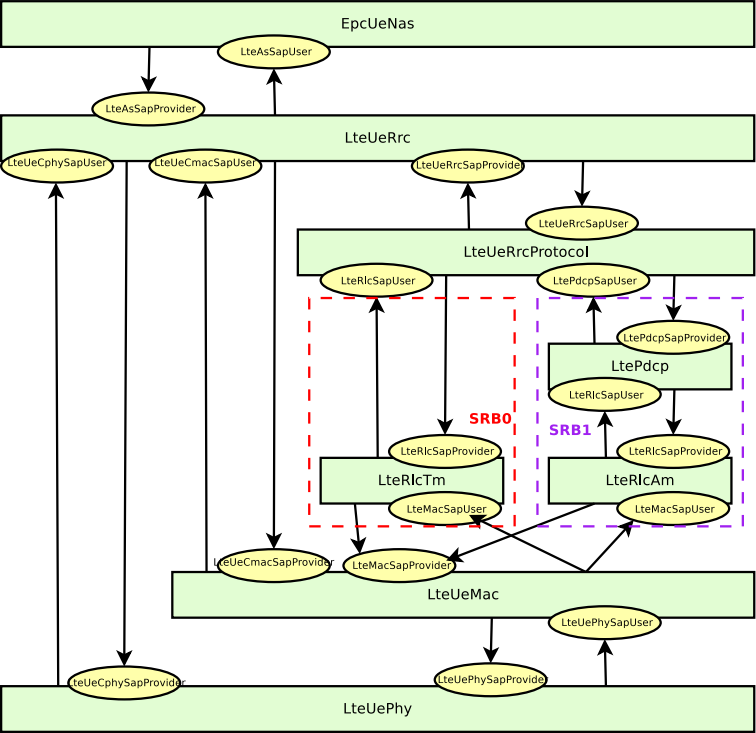 EpcUeNas
LteAsSapUser
LteAsSapProvider
LteUeRrc
LteUeCphySapUser
LteUeCmacSapUser
LteUeRrcSapProvider
LteUeRrcSapUser
LteUeRrcProtocol
LteRlcSapUser
LtePdcpSapUser
LtePdcpSapProvider
LtePdcp
LteRlcSapUser
SRB0
SRB1
LteRlcSapProvider
LteRlcSapProvider
LteRlcTm
LteRlcAm
LteMacSapUser
LteMacSapUser
LteUeCmacSapProvider
LteMacSapProvider
LteUeMac
LteUePhySapUser
LteUeCphySapProvider
LteUePhySapProvider
LteUePhy